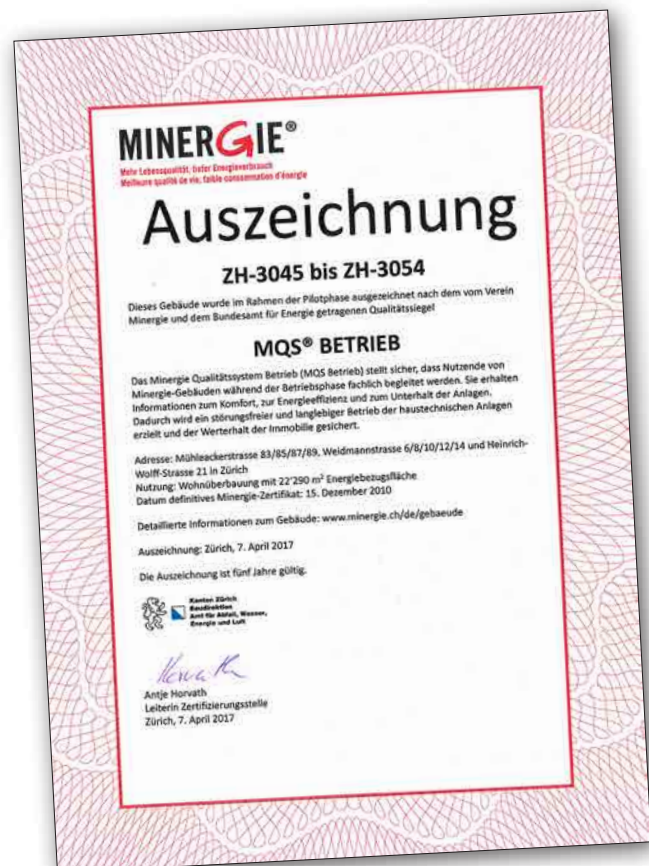 MINERGIE®
Mehr Lebensqualität, tiefer Energieverbrauch
Meilleure qualité de vie, faible consommation d'énergie
Auszeichnung
ZH-3045 bis ZH-3054
Dieses Gebäude wurde im Rahmen der Pilotphase ausgezeichnet nach dem vom Verein
Minergie und dem Bundesamt für Energie getragenen Qualitätssiegel
MQS® BETRIEB
Das Minergie Qualitätssystem Betrieb (MQS Betrieb) stellt sicher, dass Nutzende von
Minergie-Gebäuden während der Betriebsphase fachlich begleitet werden. Sie erhalten
Informationen zum Komfort, zur Energieeffizienz und zum Unterhalt der Anlagen.
Dadurch wird ein störungsfreier und langlebiger Betrieb der haustechnischen Anlagen
erzielt und der Werterhalt der Immobilie gesichert.
Adresse: Mühleackerstrasse 83/85/87/89, Weidmannstrasse 6/8/10/12/14 und Heinrich-
Wolff-Strasse 21 in Zürich
Nutzung: Wohnüberbauung mit 22'290 m² Energiebezugsfläche
Datum definitives Minergie-Zertifikat: 15. Dezember 2010
Detaillierte Informationen zum Gebäude: www.minergie.ch/de/gebaeude
Auszeichnung: Zürich, 7. April 2017
Die Auszeichnung ist fünf Jahre gültig.
Kanton Zürich
Baudirektion
Amt für Abfall, Wasser,
Energie und Luft
Horvath
Antje Horvath
Leiterin Zertifizierungsstelle
Zürich, 7. April 2017